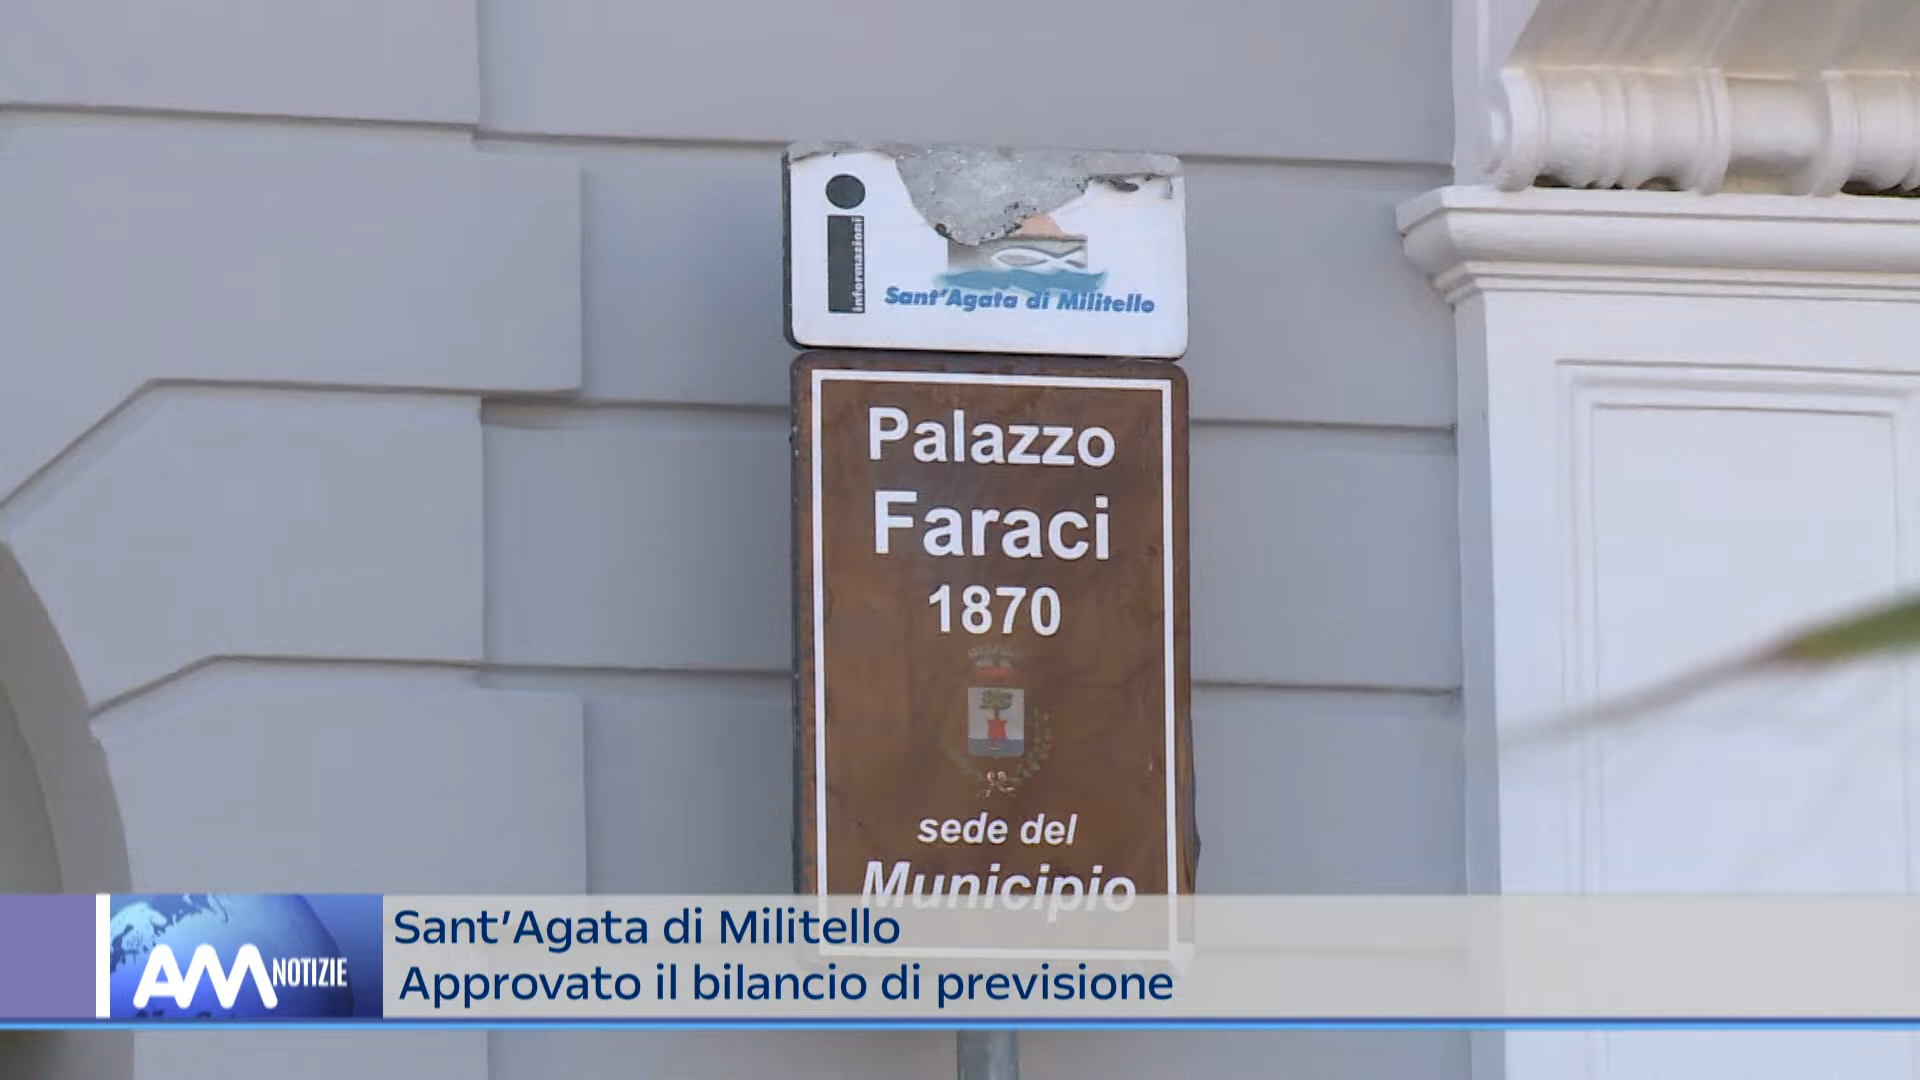 informazioni
Sant'Agata di Militello
Palazzo
Faraci
1870
sede del
Municipio
AM NOTIZIE
Sant'Agata di Militello
Approvato il bilancio di previsione